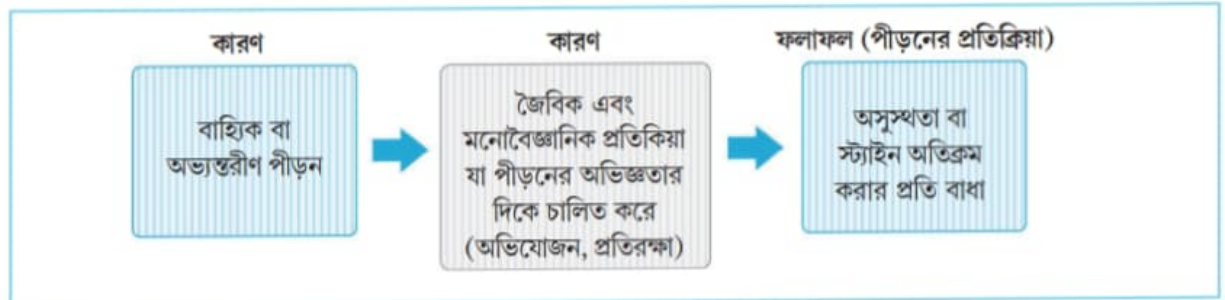 কারণ
কারণ
ফলাফল (পীড়নের প্রতিক্রিয়া)
বাহ্যিক বা
অভ্যন্তরীণ পীড়ন
জৈবিক এবং
মনোবৈজ্ঞানিক প্রতিকিয়া
যা পীড়নের অভিজ্ঞতার
দিকে চালিত করে
(অভিযোজন, প্রতিরক্ষা)
অসুস্থতা বা
স্ট্যাইন অতিক্রম
করার প্রতি বাধা